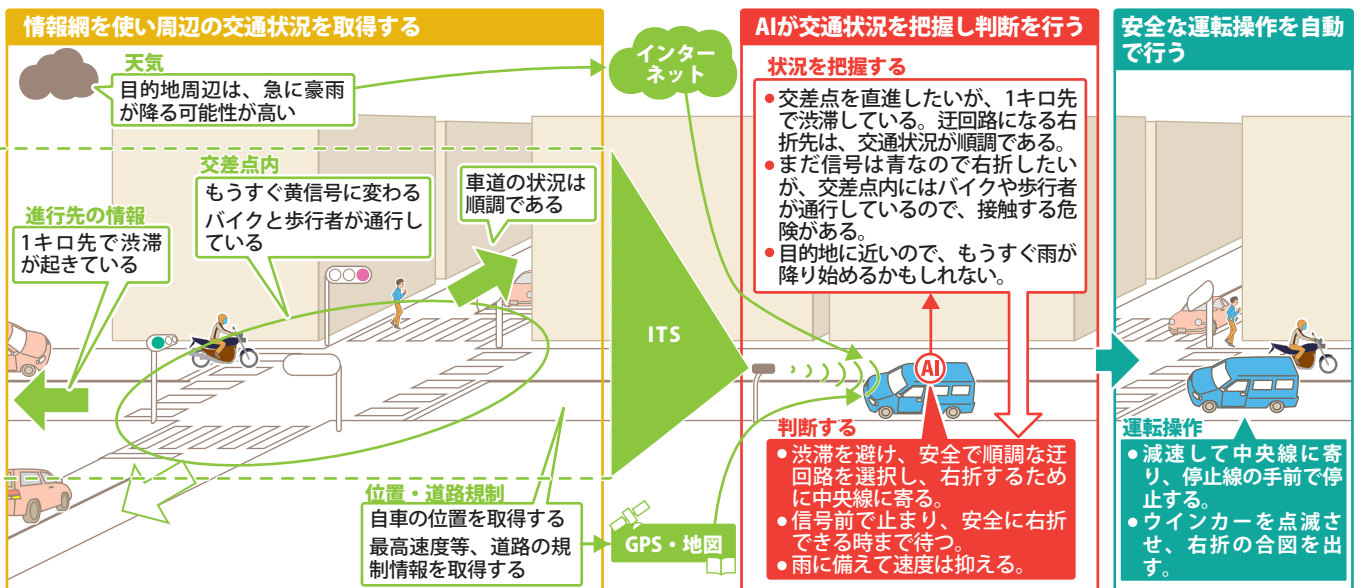 情報網を使い周辺の交通状況を取得する
天気
目的地周辺は、急に豪雨
が降る可能性が高い
交差点内
もうすぐ黄信号に変わる
バイクと歩行者が通行し
ている
車道の状況は
順調である
進行先の情報
1キロ先で渋滞
が起きている
位置・道路規制
自車の位置を取得する
最高速度等、道路の規
制情報を取得する
インター
ネット
ITS
GPS・地図
AIが交通状況を把握し判断を行う
状況を把握する
●交差点を直進したいが、1キロ先
で渋滞している。迂回路になる右
折先は、交通状況が順調である。
●まだ信号は青なので右折したい
が、交差点内にはバイクや歩行者
が通行しているので、接触する危
険がある。
●目的地に近いので、もうすぐ雨が
降り始めるかもしれない。
AI
判断する
●渋滞を避け、安全で順調な迂
回路を選択し、右折するため
に中央線に寄る。
●信号前で止まり、安全に右折
できる時まで待つ。
●雨に備えて速度は抑える。
安全な運転操作を自動
で行う
運転操作
●減速して中央線に寄
り、停止線の手前で停
止する。
●ウインカーを点滅さ
せ、右折の合図を出
す。